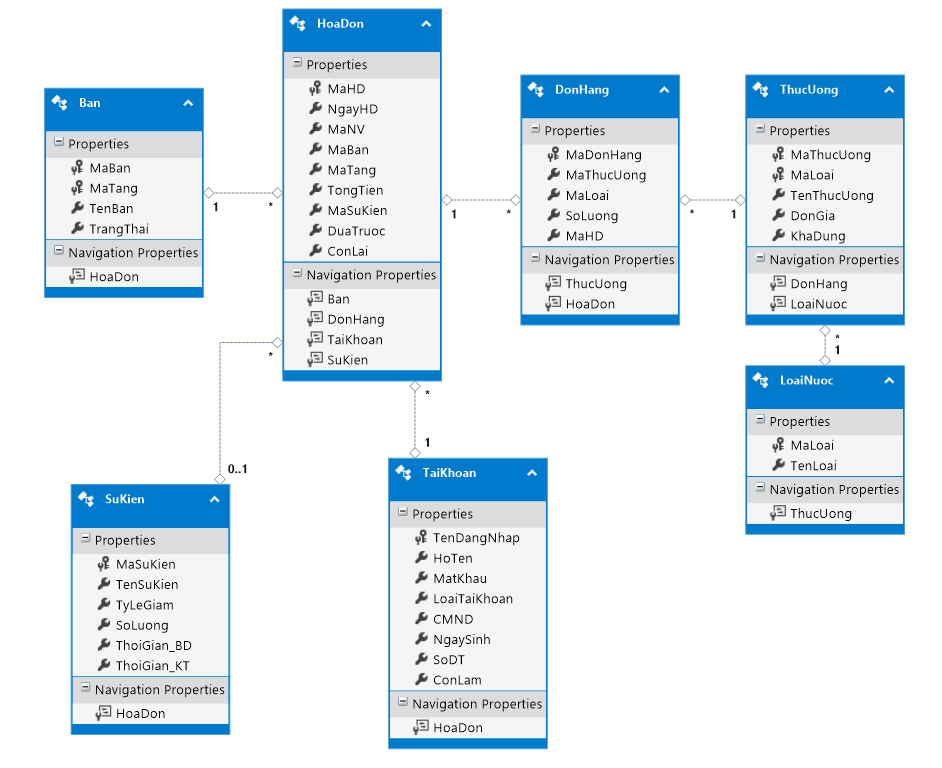 HoaDon
Properties
MaHD
NgayHD
MaNV
MaBan
MaTang
TongTien
MaSuKien
DuaTruoc
ConLai
Navigation Properties
Ban
DonHang
TaiKhoan
SuKien
Ban
Properties
MaBan
MaTang
TenBan
TrangThai
Navigation Properties
HoaDon
1
*
DonHang
Properties
MaDonHang
MaThucUong
MaLoai
SoLuong
MaHD
Navigation Properties
ThucUong
HoaDon
1
*
ThucUong
Properties
MaThucUong
MaLoai
TenThucUong
DonGia
KhaDung
Navigation Properties
DonHang
LoaiNuoc
*
1
*
1
LoaiNuoc
Properties
MaLoai
TenLoai
Navigation Properties
ThucUong
*
0..1
SuKien
Properties
MaSuKien
TenSuKien
TyLeGiam
SoLuong
ThoiGian_BD
ThoiGian_KT
Navigation Properties
HoaDon
*
1
TaiKhoan
Properties
TenDangNhap
HoTen
MatKhau
LoaiTaiKhoan
CMND
NgaySinh
SoDT
ConLam
Navigation Properties
HoaDon